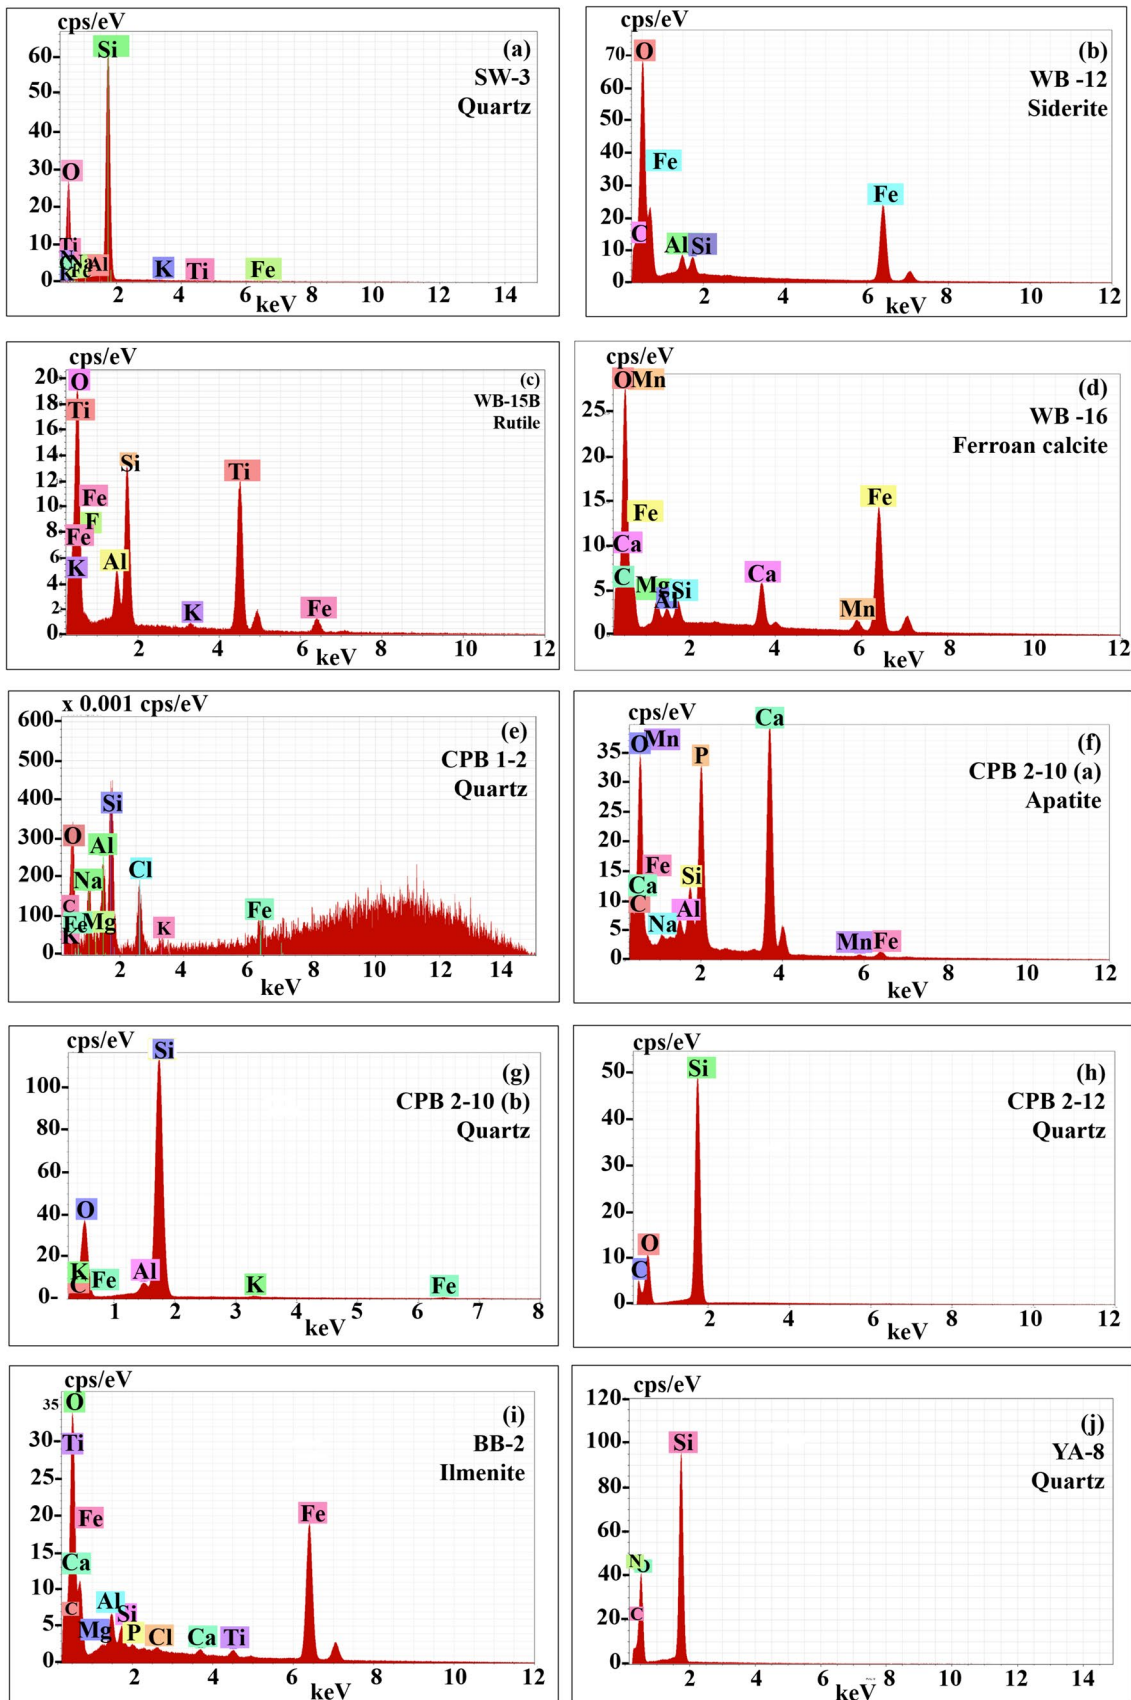 cps/eV
(a)
SW-3
Quartz
60
50
40
30
20
10
0
Si
O
Ti
N
C
Na
K
Fe
Al
K
Ti
Fe
2
4
6
8
10
12
14
keV
cps/eV
(b)
WB -12
Siderite
70
60
50
40
30
20
10
0
O
Fe
C
Al
Si
Fe
2
4
6
8
10
12
keV
cps/eV
(c)
WB-15B
Rutile
20
18
16
14
12
10
8
6
4
2
0
O
Ti
Si
Fe
F
Fe
K
Al
K
Ti
Fe
2
4
6
8
10
12
keV
cps/eV
(d)
WB -16
Ferroan calcite
25
20
15
10
5
0
O
Mn
Fe
Ca
C
Mg
Al
Si
Ca
Mn
Fe
2
4
6
8
10
12
keV
x 0.001 cps/eV
(e)
CPB 1-2
Quartz
600
500
400
300
200
100
0
Si
O
Al
Na
Cl
C
Fe
Mg
K
K
Fe
2
4
6
8
10
12
14
keV
cps/eV
(f)
CPB 2-10 (a)
Apatite
35
30
25
20
15
10
5
0
O
Mn
P
Ca
Fe
Ca
C
Si
Al
Na
Mn
Fe
2
4
6
8
10
12
keV
cps/eV
(g)
CPB 2-10 (b)
Quartz
100
80
60
40
20
0
Si
O
K
C
Fe
Al
K
Fe
1
2
3
4
5
6
7
8
keV
cps/eV
(h)
CPB 2-12
Quartz
50
40
30
20
10
0
Si
O
C
2
4
6
8
10
12
keV
cps/eV
(i)
BB-2
Ilmenite
35
30
25
20
15
10
5
0
O
Ti
Fe
Ca
C
Al
Si
Mg
P
Cl
Ca
Ti
Fe
2
4
6
8
10
12
keV
cps/eV
(j)
YA-8
Quartz
120
100
80
60
40
20
0
Si
N
O
C
2
4
6
8
10
12
14
keV